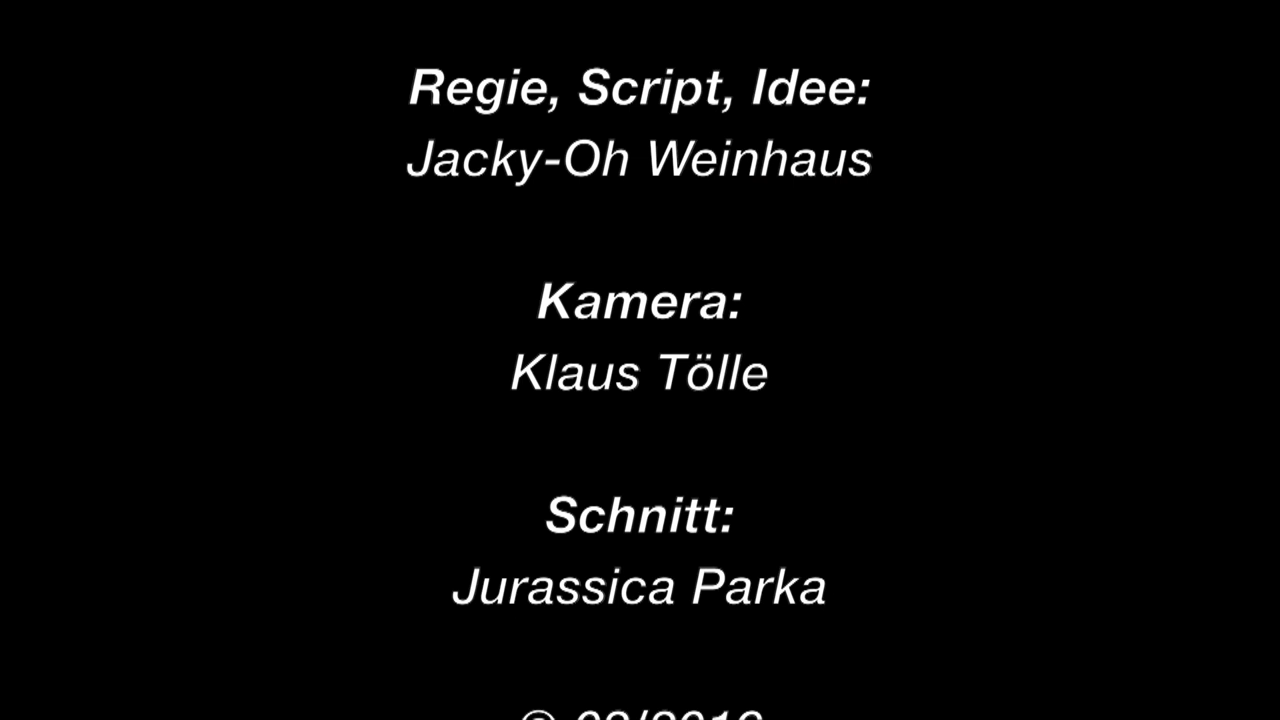 Regie, Script, Idee:
Jacky-Oh Weinhaus
Kamera:
Klaus Tölle
Schnitt:
Jurassica Parka